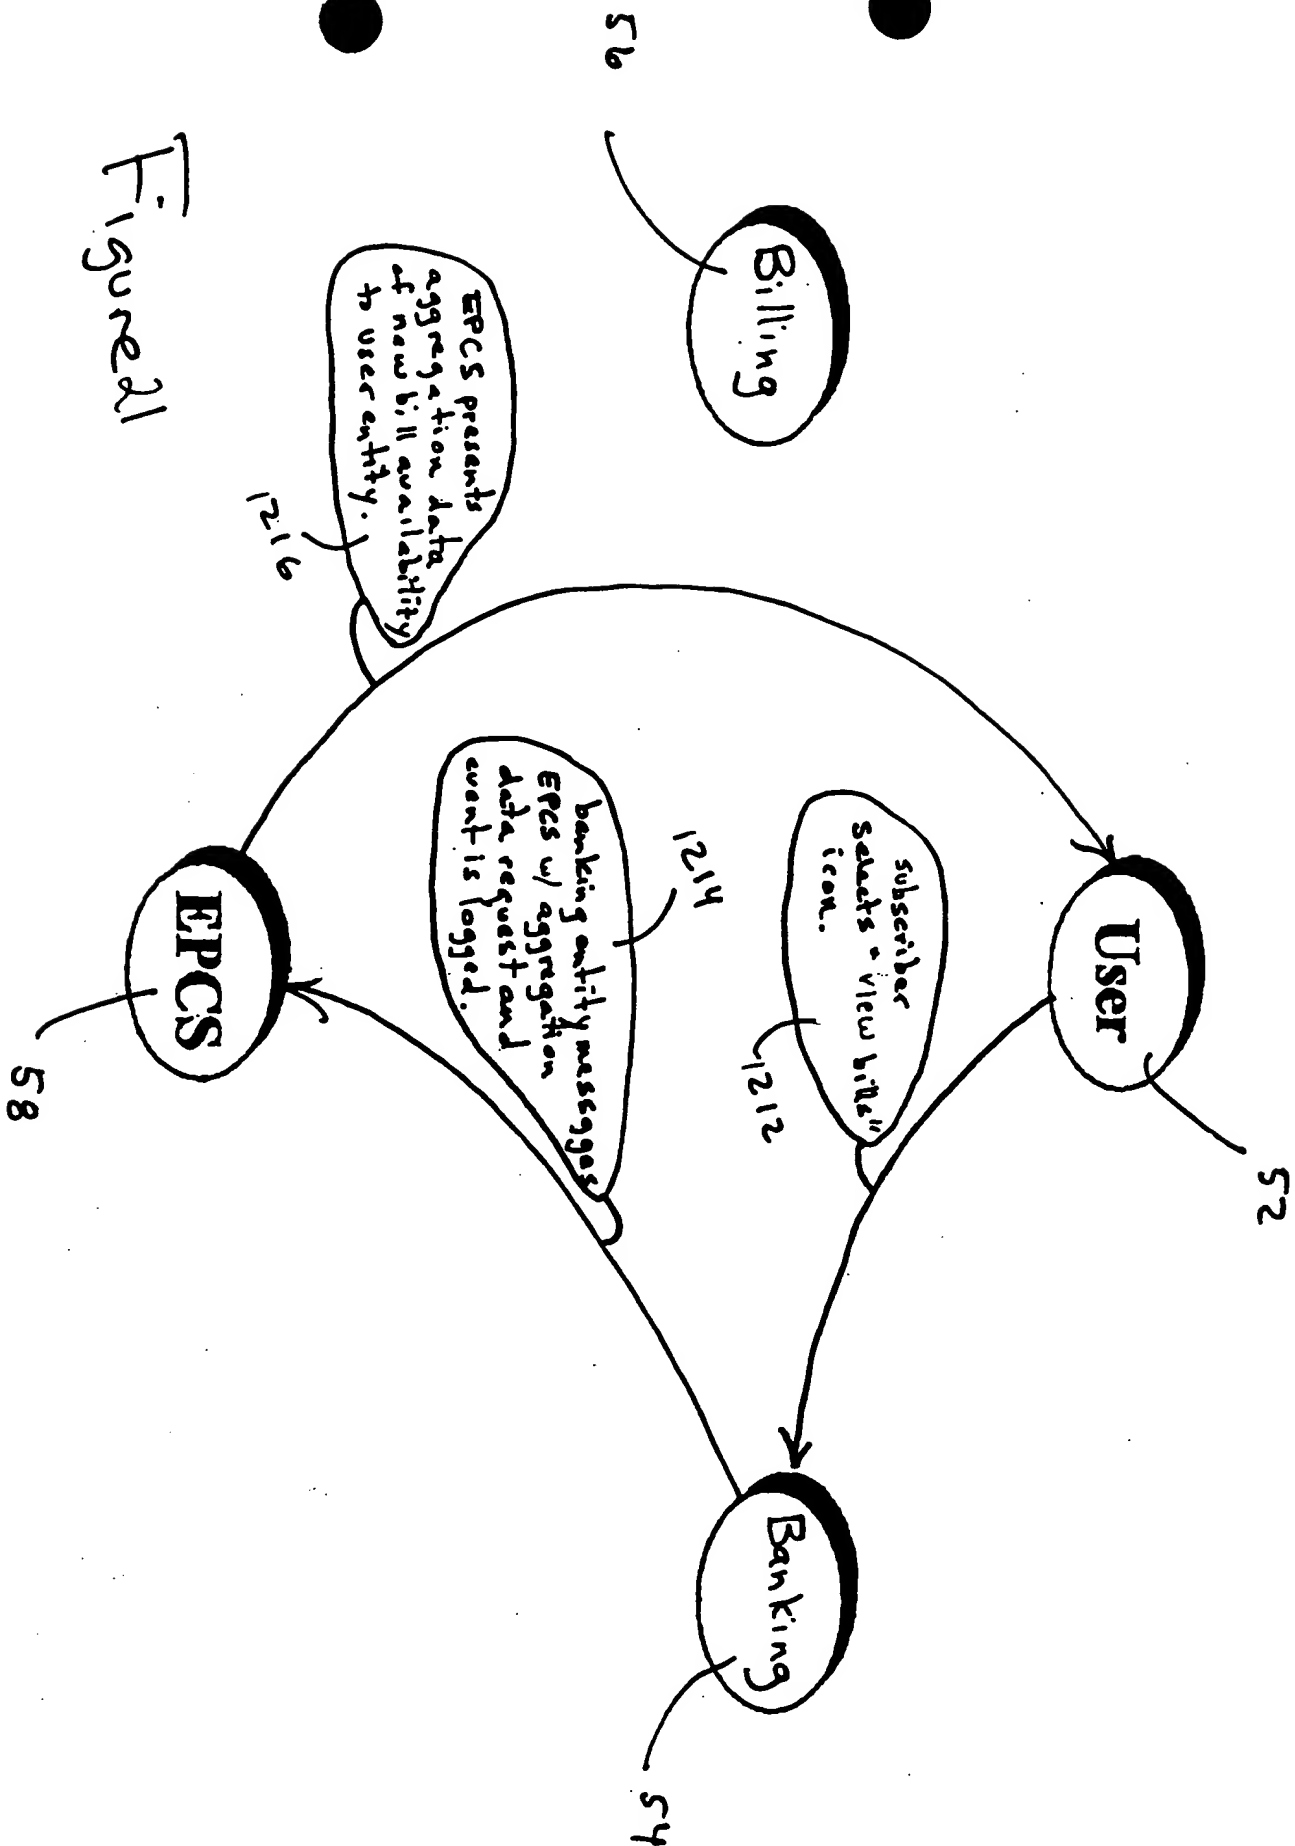 52
User
subscriber
selects "view bills"
icon.
1212
56
Billing
Banking
54
1214
banking entity messages
EPCS w/ aggregation
data request and
event is logged.
EPCS presents
aggregation data
of new bill availability
to user entity.
1216
EPCS
58
Figure 21